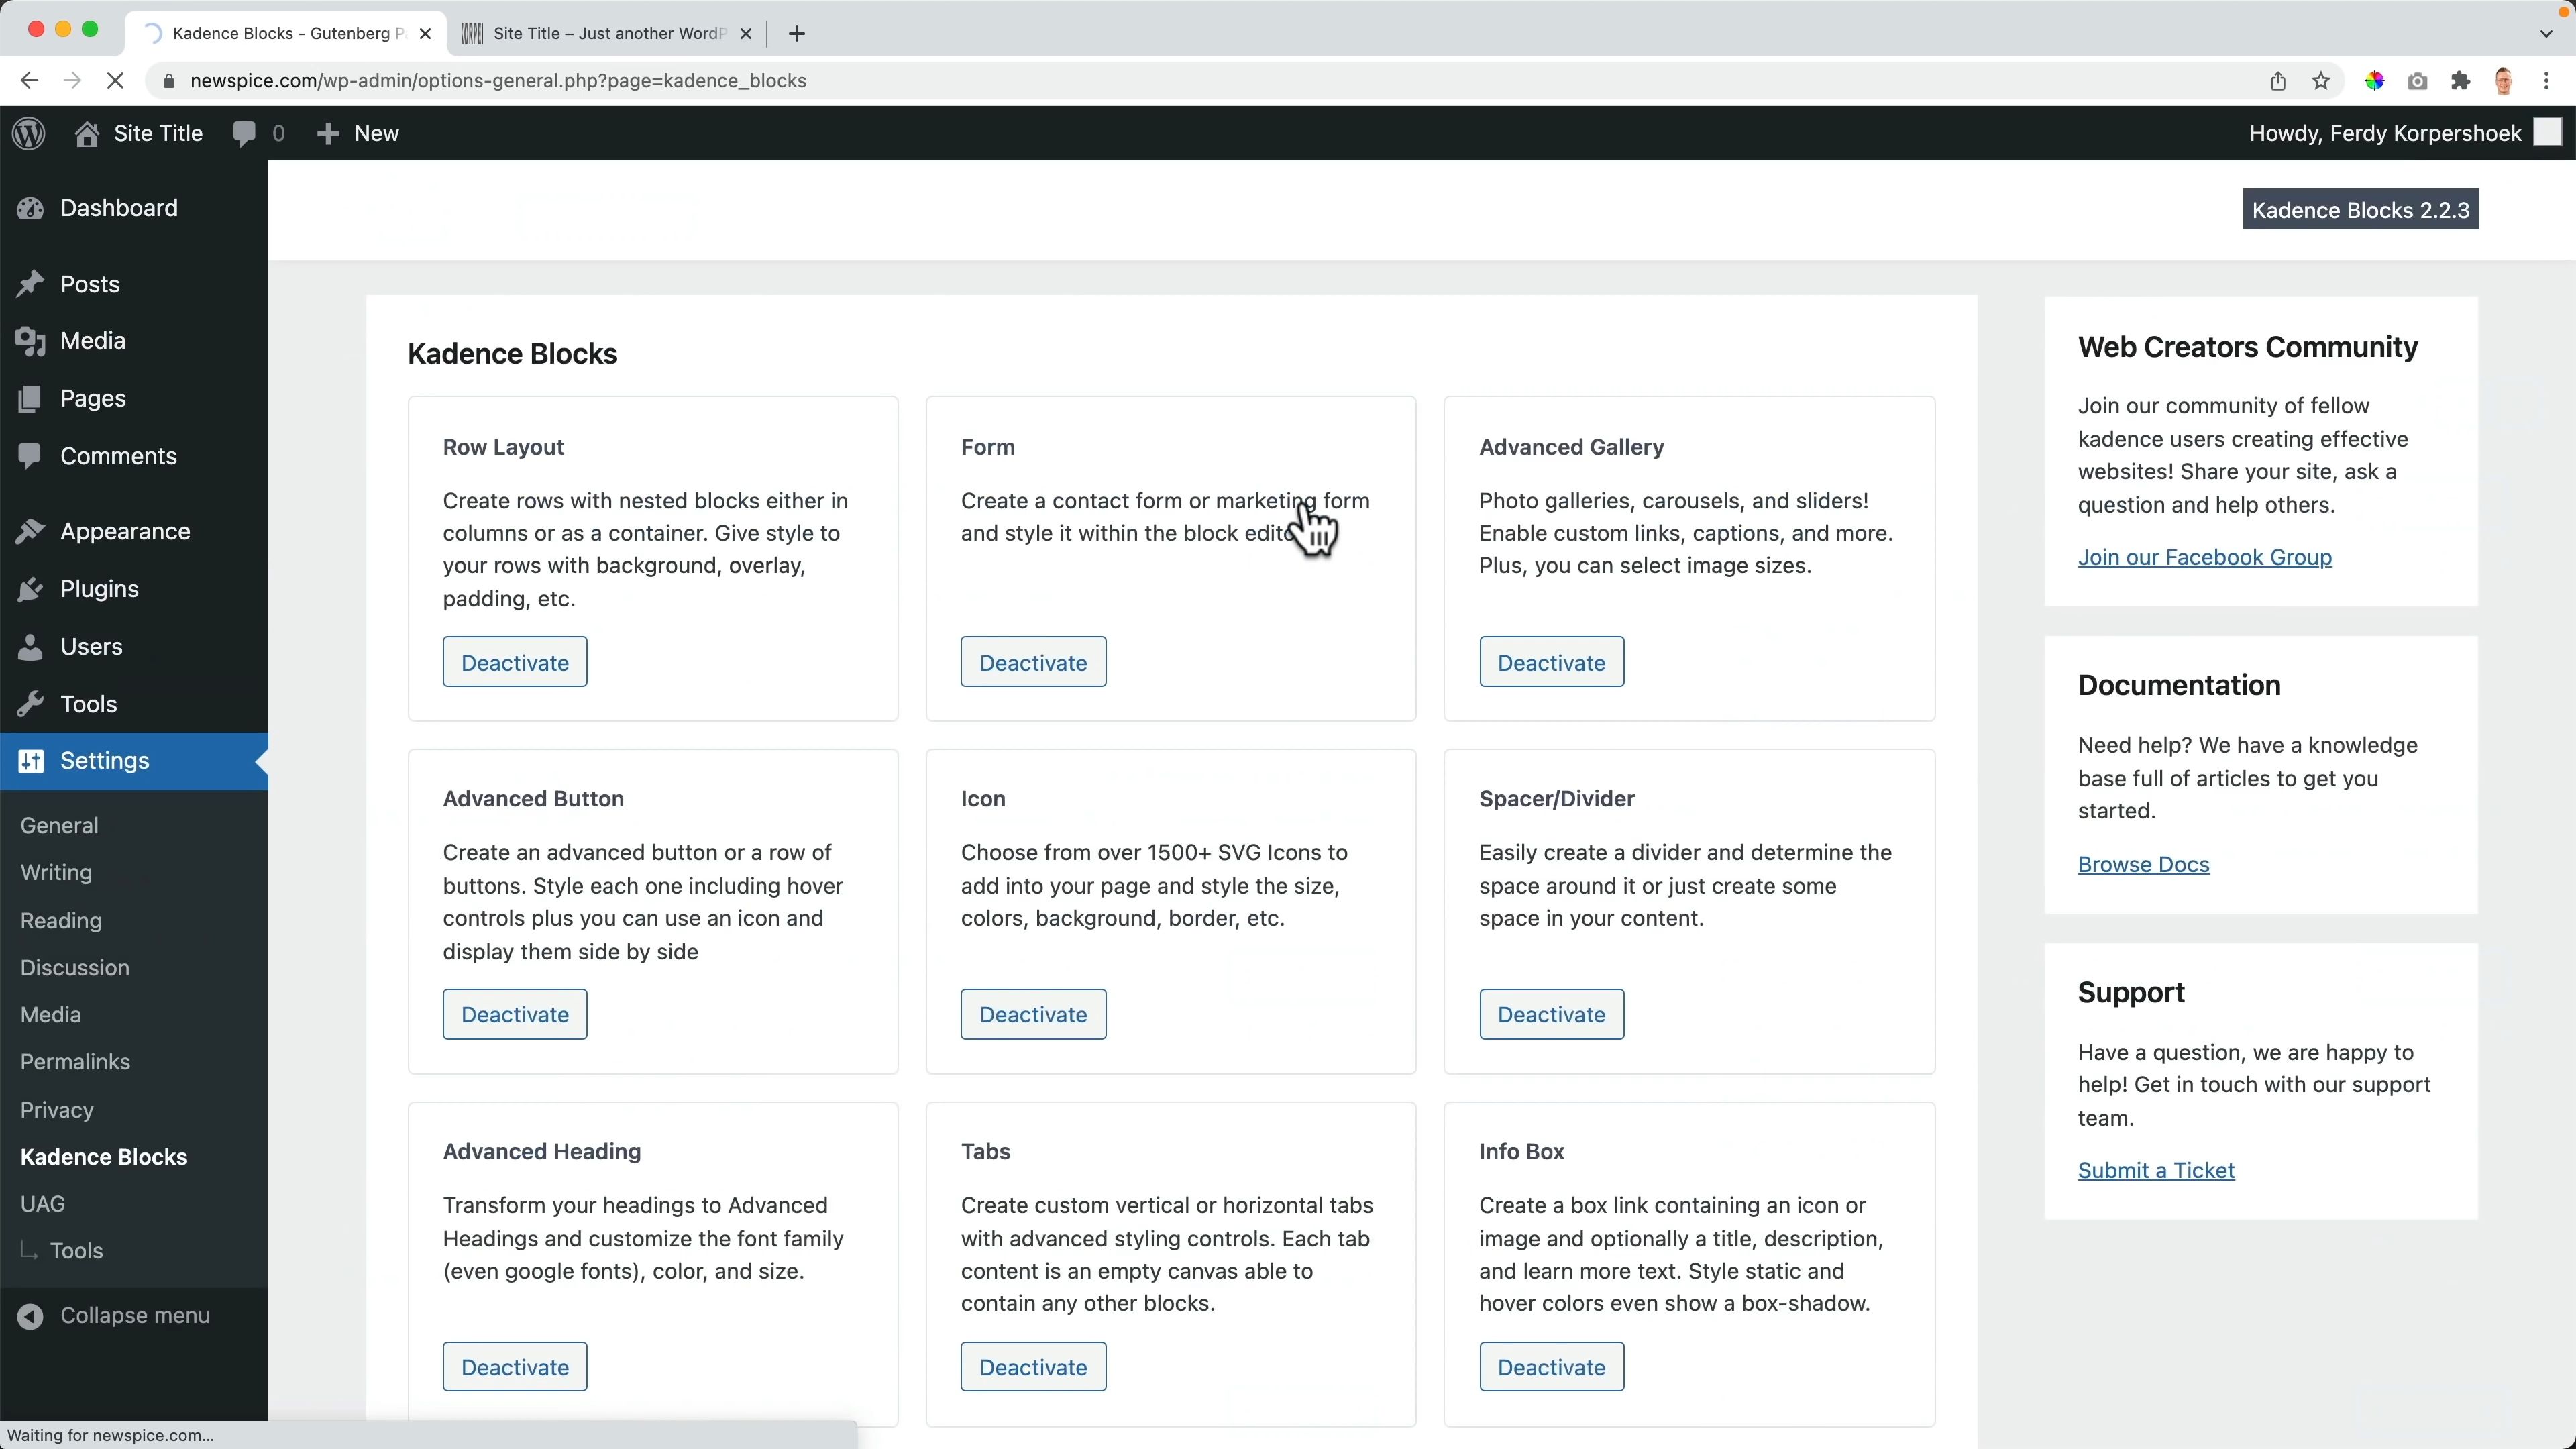 Kadence Blocks - Gutenberg P
Site Title – Just another WordP
newspice.com/wp-admin/options-general.php?page=kadence_blocks
Site Title
0
New
Howdy, Ferdy Korpershoek
Dashboard
Posts
Media
Pages
Comments
Appearance
Plugins
Users
Tools
Settings
General
Writing
Reading
Discussion
Media
Permalinks
Privacy
Kadence Blocks
UAG
Tools
Collapse menu
Waiting for newspice.com...
Kadence Blocks 2.2.3
Kadence Blocks
Row Layout
Create rows with nested blocks either in
columns or as a container. Give style to
your rows with background, overlay,
padding, etc.
Deactivate
Form
Create a contact form or marketing form
and style it within the block edito
Deactivate
Advanced Gallery
Photo galleries, carousels, and sliders!
Enable custom links, captions, and more.
Plus, you can select image sizes.
Deactivate
Advanced Button
Create an advanced button or a row of
buttons. Style each one including hover
controls plus you can use an icon and
display them side by side
Deactivate
Icon
Choose from over 1500+ SVG Icons to
add into your page and style the size,
colors, background, border, etc.
Deactivate
Spacer/Divider
Easily create a divider and determine the
space around it or just create some
space in your content.
Deactivate
Advanced Heading
Transform your headings to Advanced
Headings and customize the font family
(even google fonts), color, and size.
Deactivate
Tabs
Create custom vertical or horizontal tabs
with advanced styling controls. Each tab
content is an empty canvas able to
contain any other blocks.
Deactivate
Info Box
Create a box link containing an icon or
image and optionally a title, description,
and learn more text. Style static and
hover colors even show a box-shadow.
Deactivate
Web Creators Community
Join our community of fellow
kadence users creating effective
websites! Share your site, ask a
question and help others.
Join our Facebook Group
Documentation
Need help? We have a knowledge
base full of articles to get you
started.
Browse Docs
Support
Have a question, we are happy to
help! Get in touch with our support
team.
Submit a Ticket